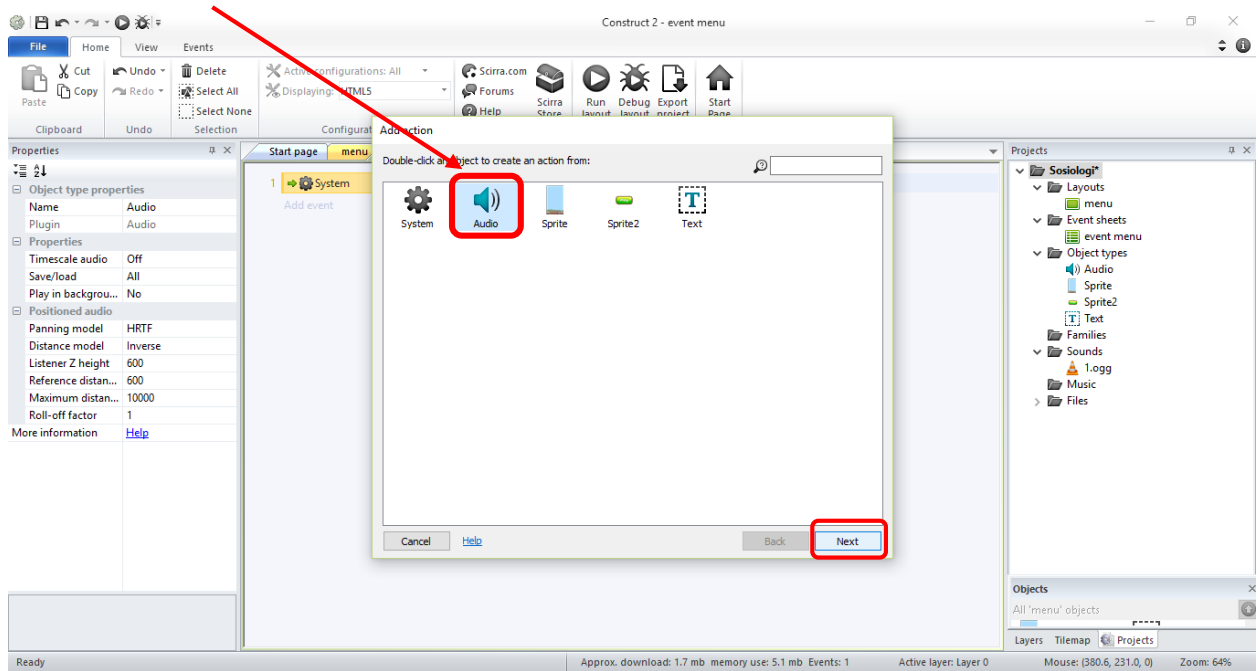 Construct 2 - event menu
File Home View Events
Cut
Copy
Paste
Clipboard
Undo
Redo
Undo
Delete
Select All
Select None
Selection
Active configurations: All
Displaying: HTML5
Configurat
Scirra.com
Forums
Help
Scirra
Store
Run
layout
Debug
layout
Export
project
Start
Page
Properties
Object type properties
Name Audio
Plugin Audio
Properties
Timescale audio Off
Save/load All
Play in backgrou... No
Positioned audio
Panning model HRTF
Distance model Inverse
Listener Z height 600
Reference distan... 600
Maximum distan... 10000
Roll-off factor 1
More information Help
Start page menu
1 System
Add event
Add action
Double-click an object to create an action from:
System Audio Sprite Sprite2 T Text
Cancel Help Back Next
Projects
Sosiologi*
Layouts
menu
Event sheets
event menu
Object types
Audio
Sprite
Sprite2
T Text
Families
Sounds
1.ogg
Music
Files
Objects
All 'menu' objects
Layers Tilemap Projects
Ready Approx. download: 1.7 mb memory use: 5.1 mb Events: 1 Active layer: Layer 0 Mouse: (380.6, 231.0, 0) Zoom: 64%